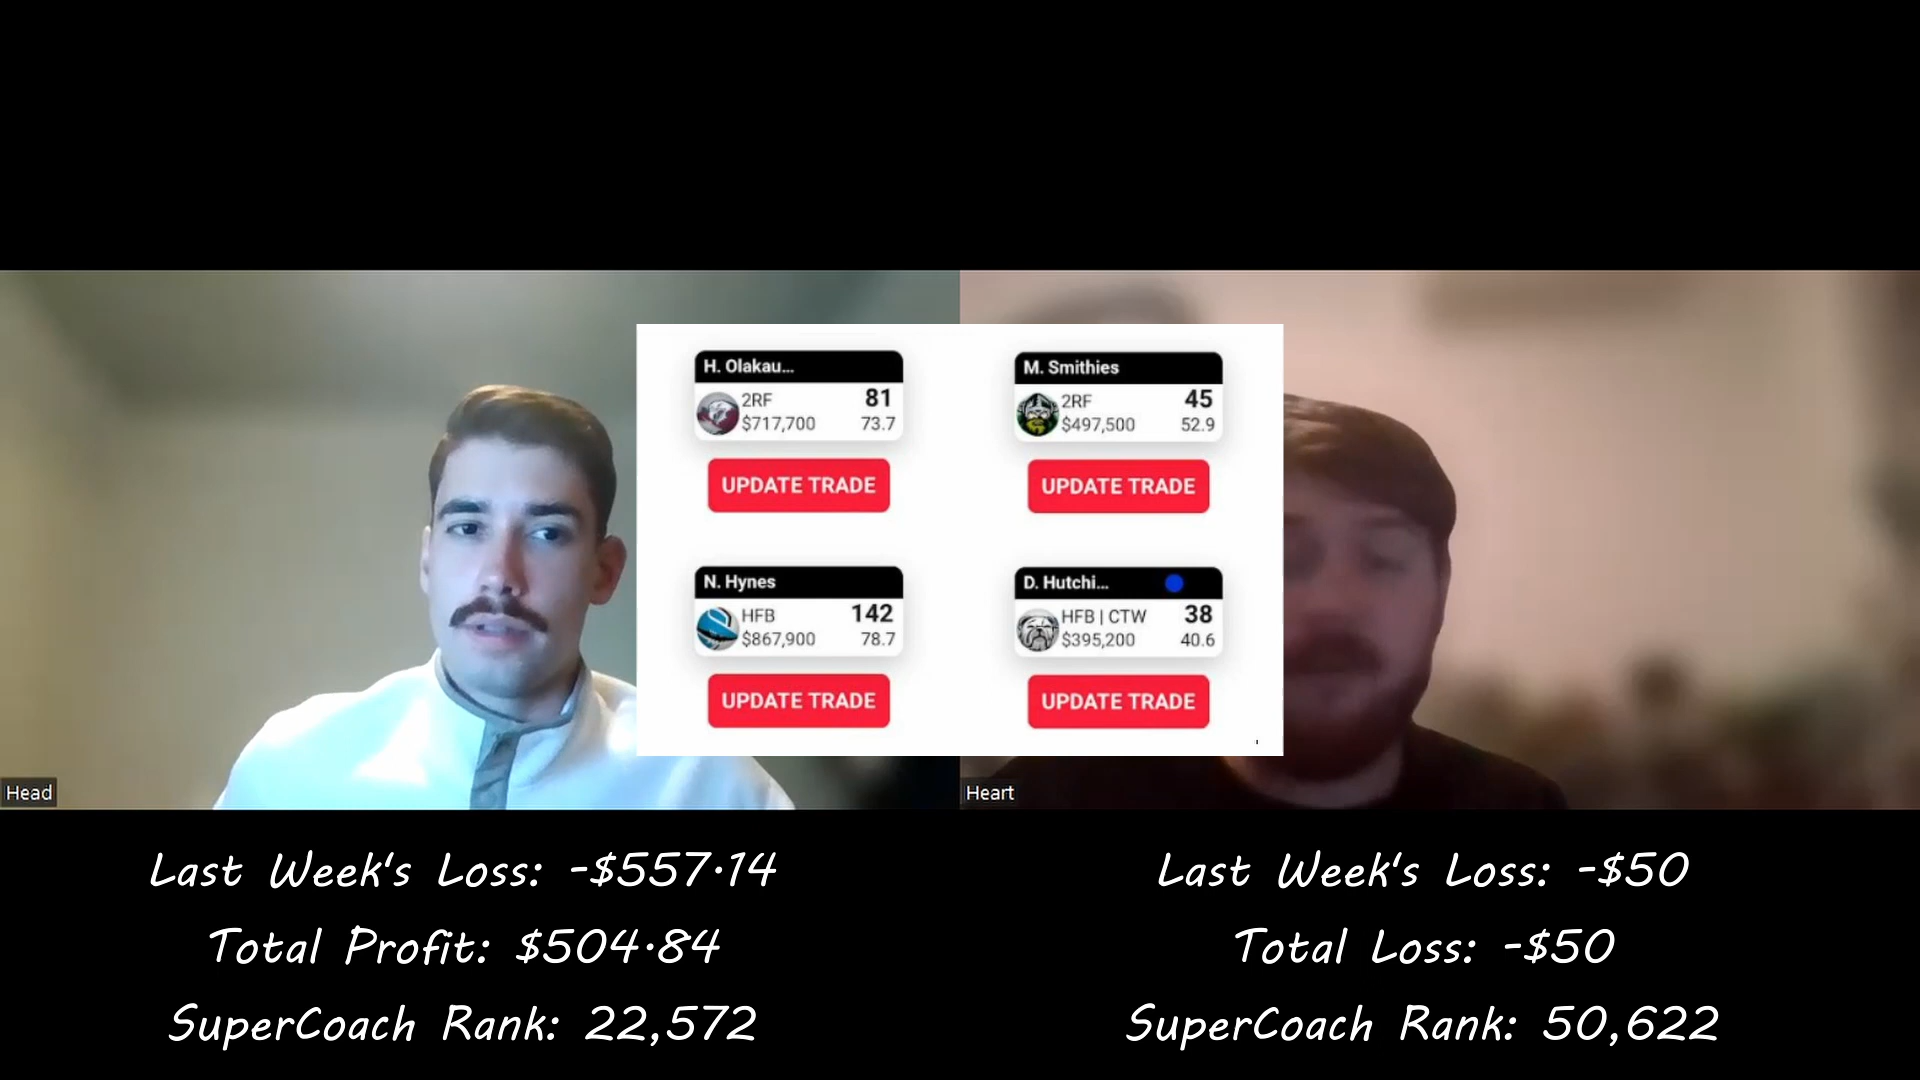 H. Olakau...
2RF 81
$717,700 73.7
UPDATE TRADE
M. Smithies
2RF 45
$497,500 52.9
UPDATE TRADE
N. Hynes
HFB 142
$867,900 78.7
UPDATE TRADE
D. Hutchi...
HFB | CTW 38
$395,200 40.6
UPDATE TRADE
Head
Heart
Last Week's Loss: -$557.14
Total Profit: $504.84
SuperCoach Rank: 22,572
Last Week's Loss: -$50
Total Loss: -$50
SuperCoach Rank: 50,622